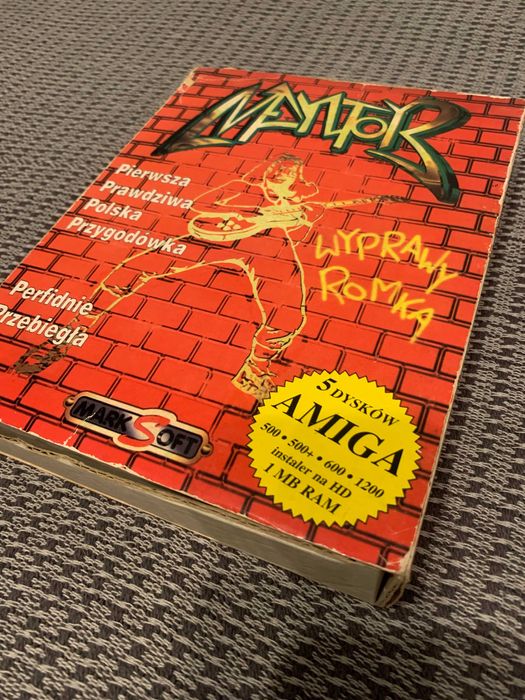 MENTOR
Pierwsza
Prawdziwa
Polska
Przygodówka
WYPRAWY
ROMKA
Perfidnie
Przebiegła
MARKSOFT
5 DYSKÓW
AMIGA
500 • 500+ • 600 • 1200
instaler na HD
1 MB RAM